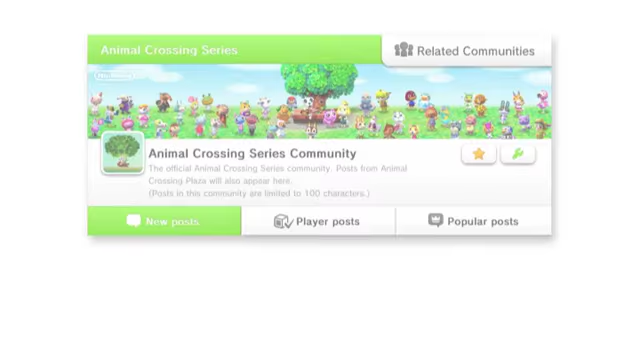 Animal Crossing Series
Related Communities
Nintendo
Animal Crossing Series Community
The official Animal Crossing Series community. Posts from Animal
Crossing Plaza will also appear here.
(Posts in this community are limited to 100 characters.)
New posts
Player posts
Popular posts